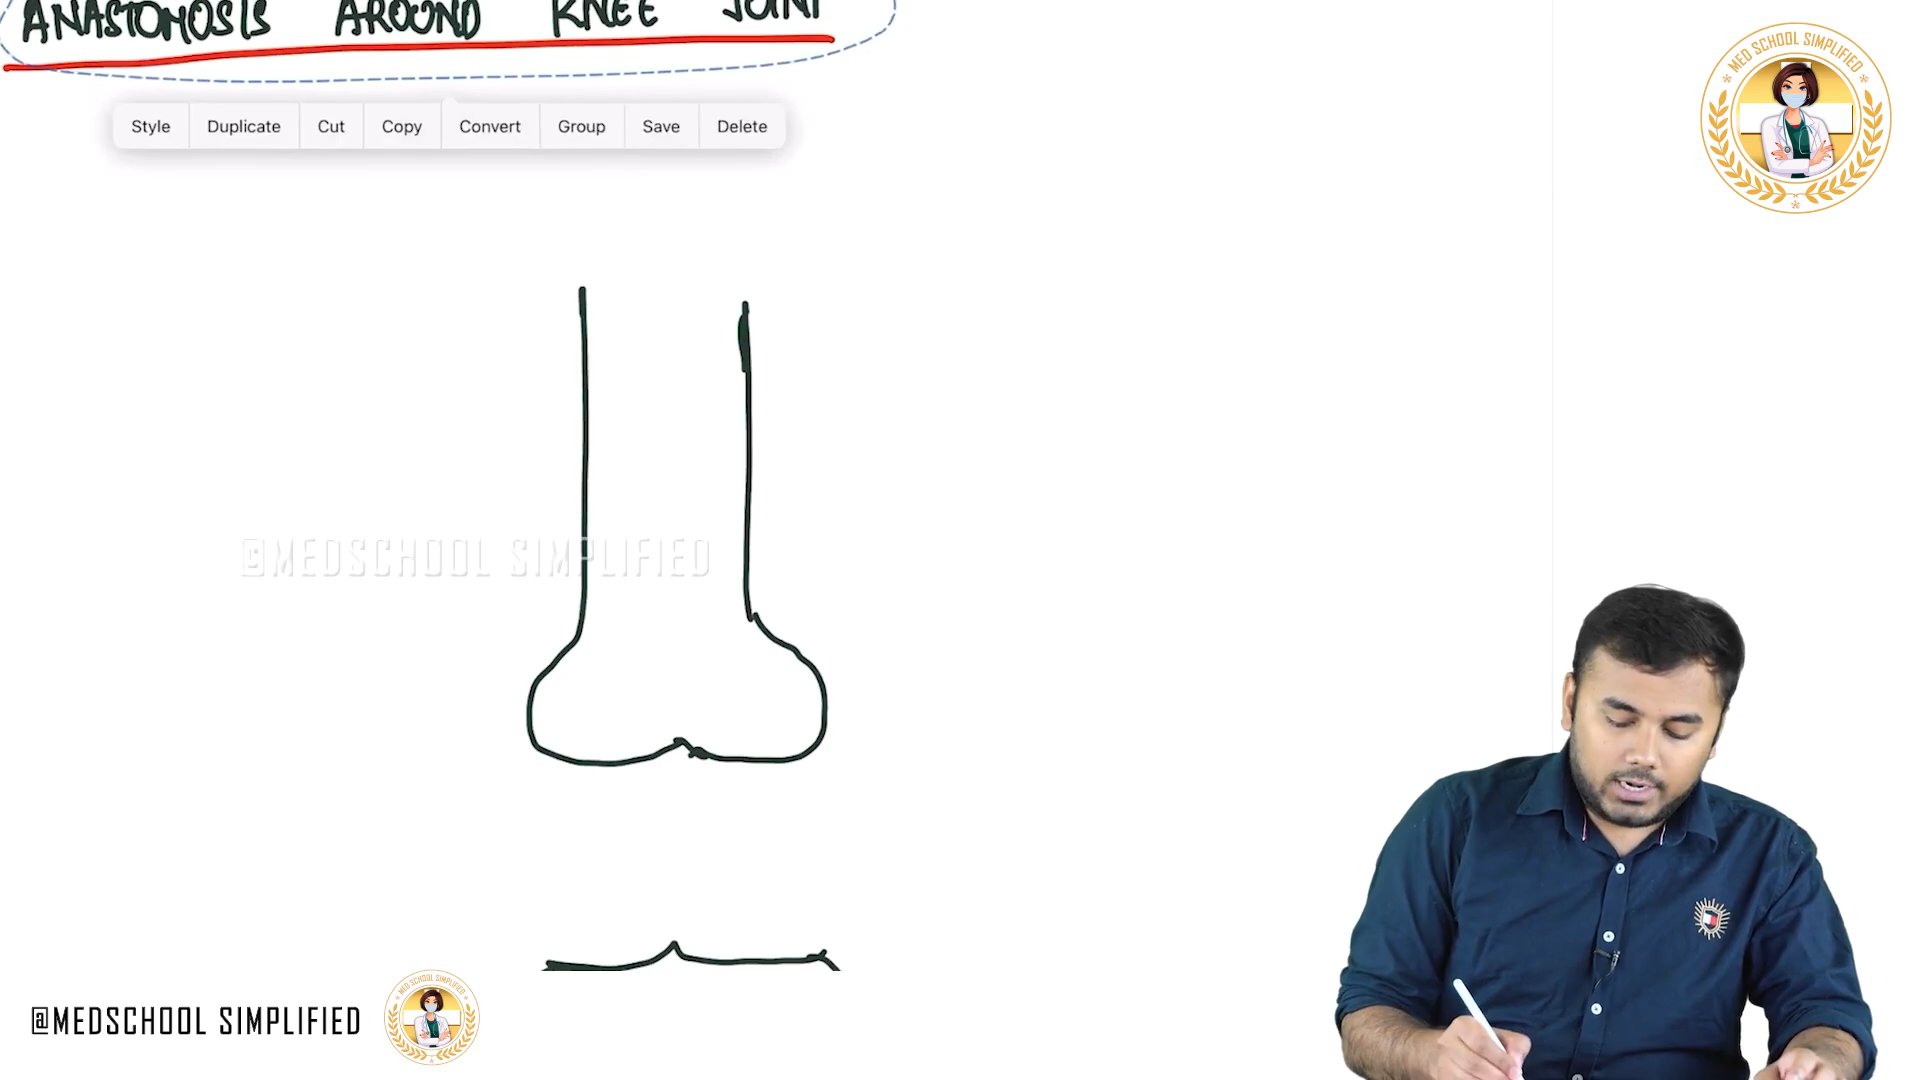 ANASTOMOSIS AROUND KNEE JOINT
Style Duplicate Cut Copy Convert Group Save Delete
MED SCHOOL SIMPLIFIED
@MEDSCHOOL SIMPLIFIED
@MEDSCHOOL SIMPLIFIED
MED SCHOOL SIMPLIFIED